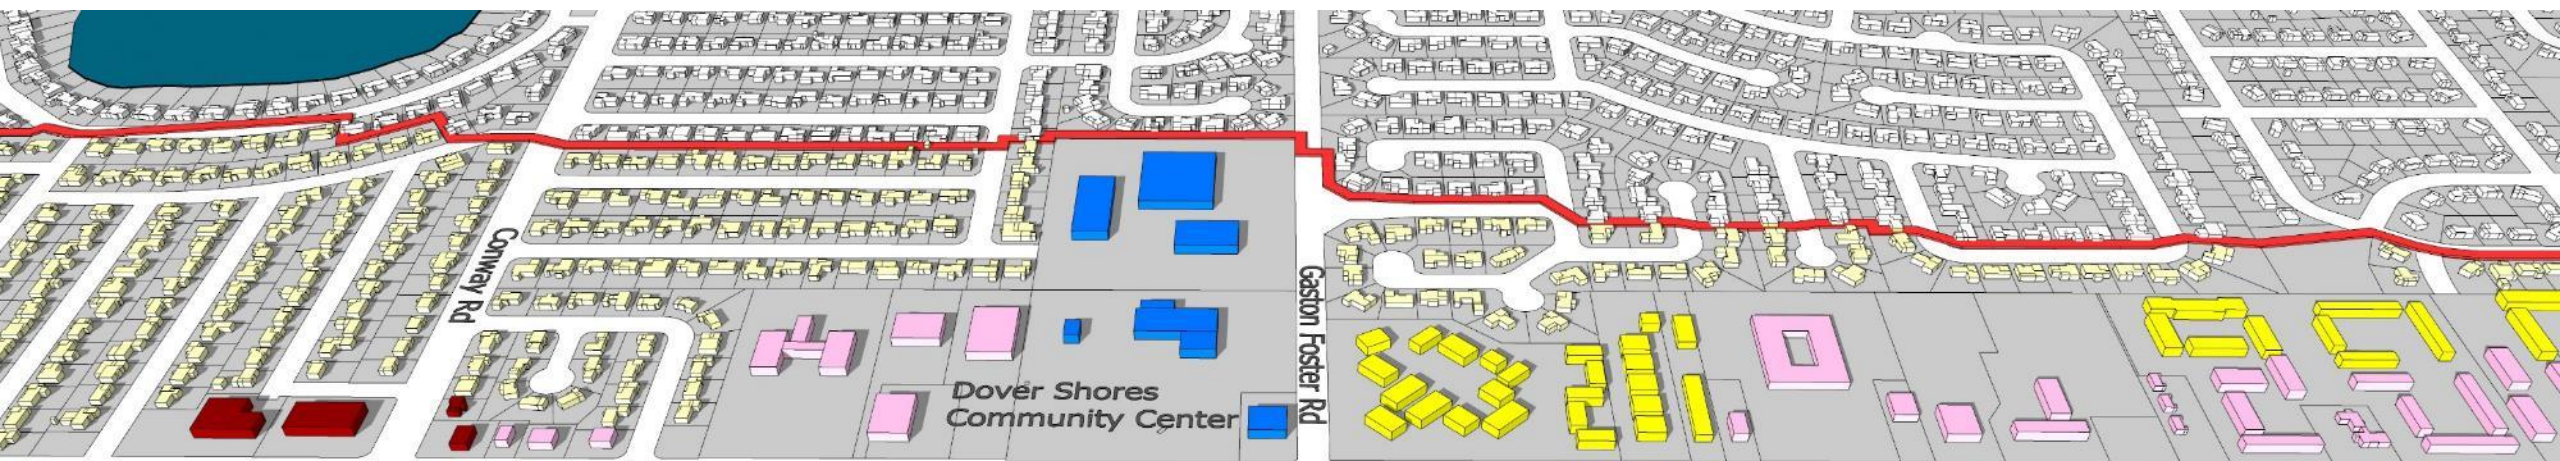 Conway Rd
Gaston Foster Rd
Dover Shores
Community Center